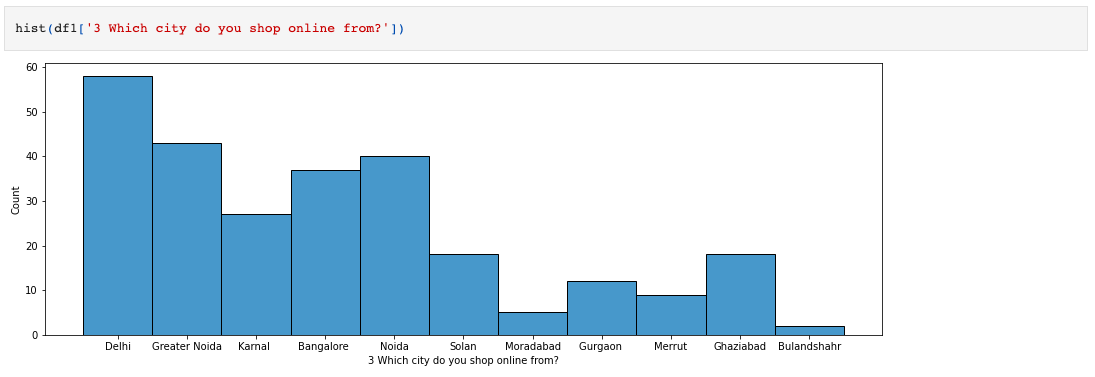 hist(df1['3 Which city do you shop online from?'])
60
50
40
30
20
10
0
Count
Delhi Greater Noida Karnal Bangalore Noida Solan Moradabad Gurgaon Merrut Ghaziabad Bulandshahr
3 Which city do you shop online from?